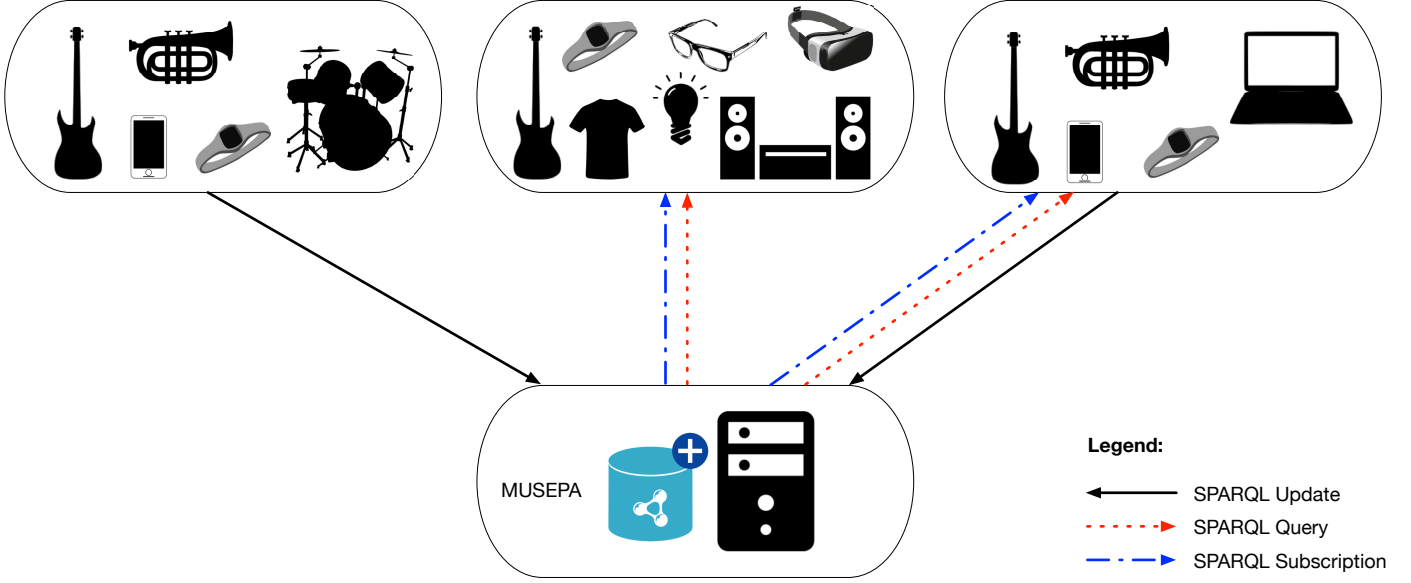 MUSEPA
Legend:
SPARQL Update
SPARQL Query
SPARQL Subscription